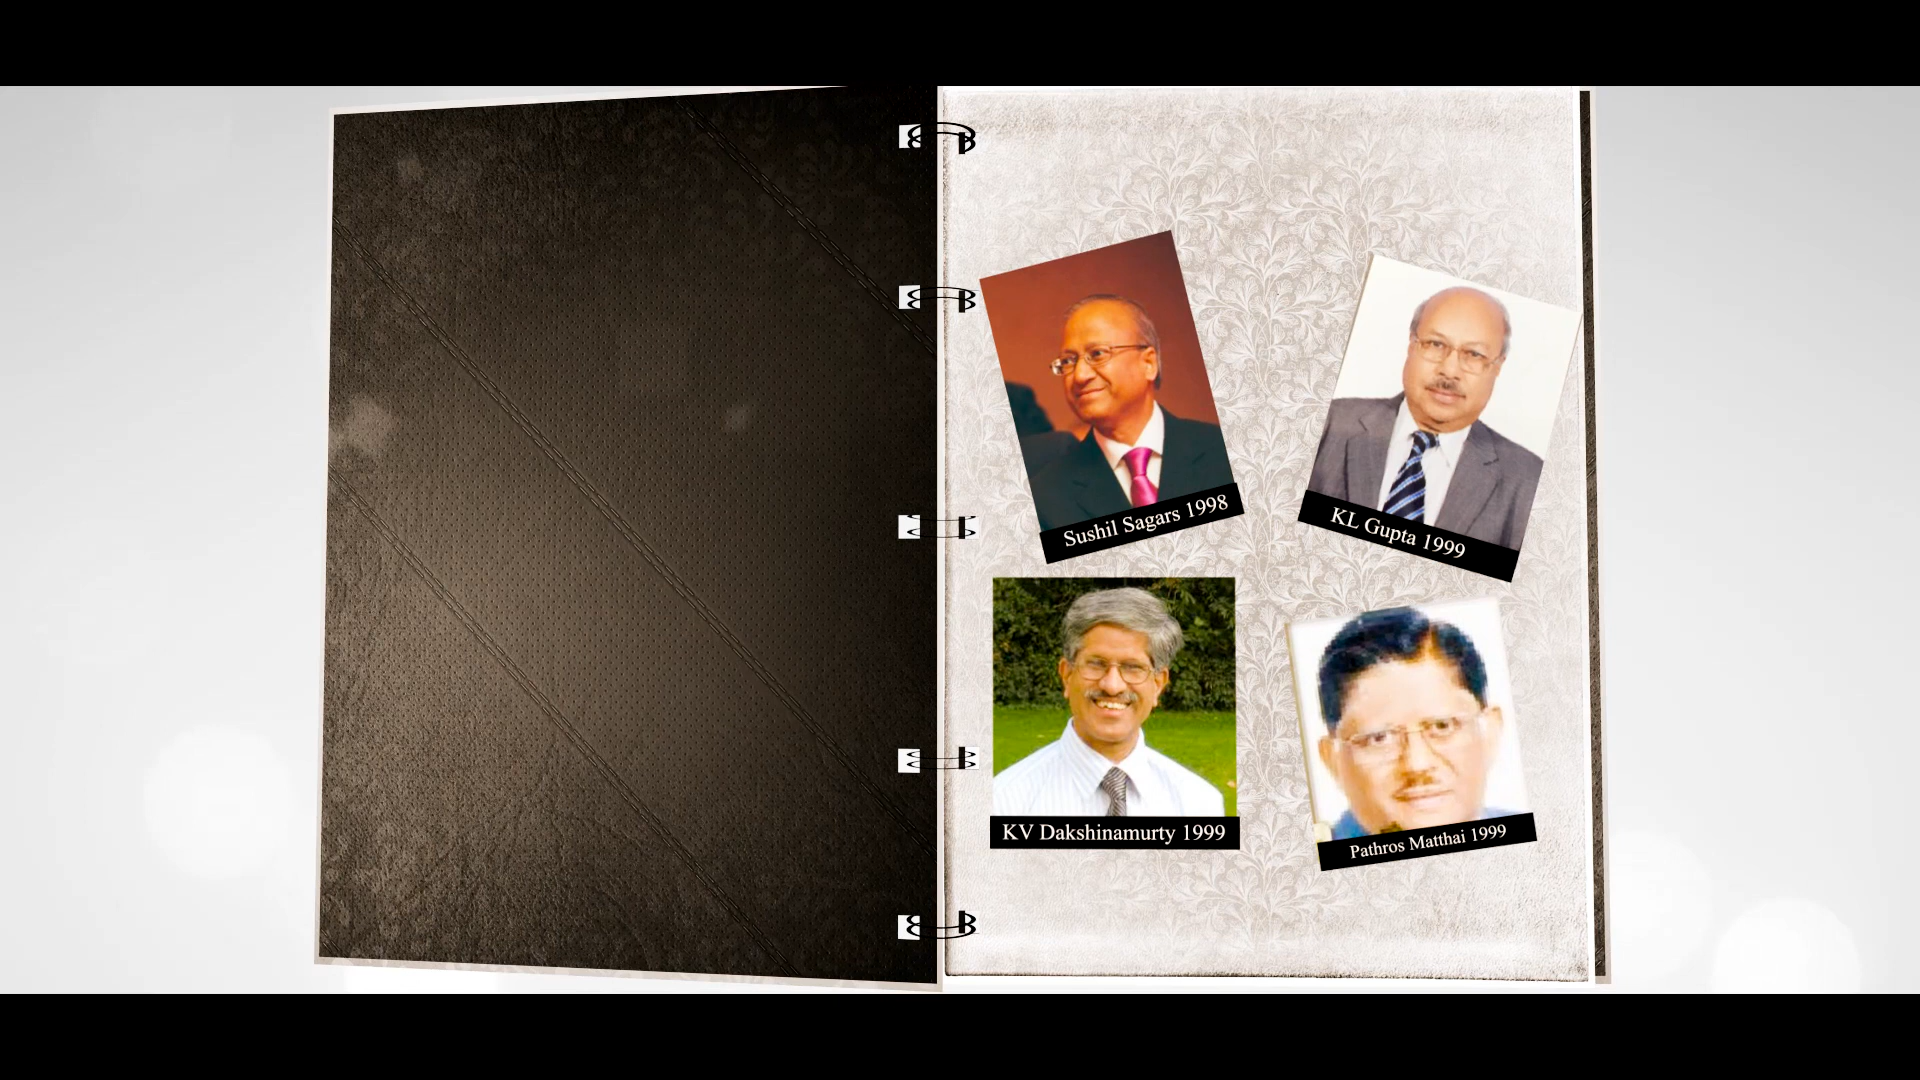 Sushil Sagars 1998
KL Gupta 1999
KV Dakshinamurty 1999
Pathros Matthai 1999